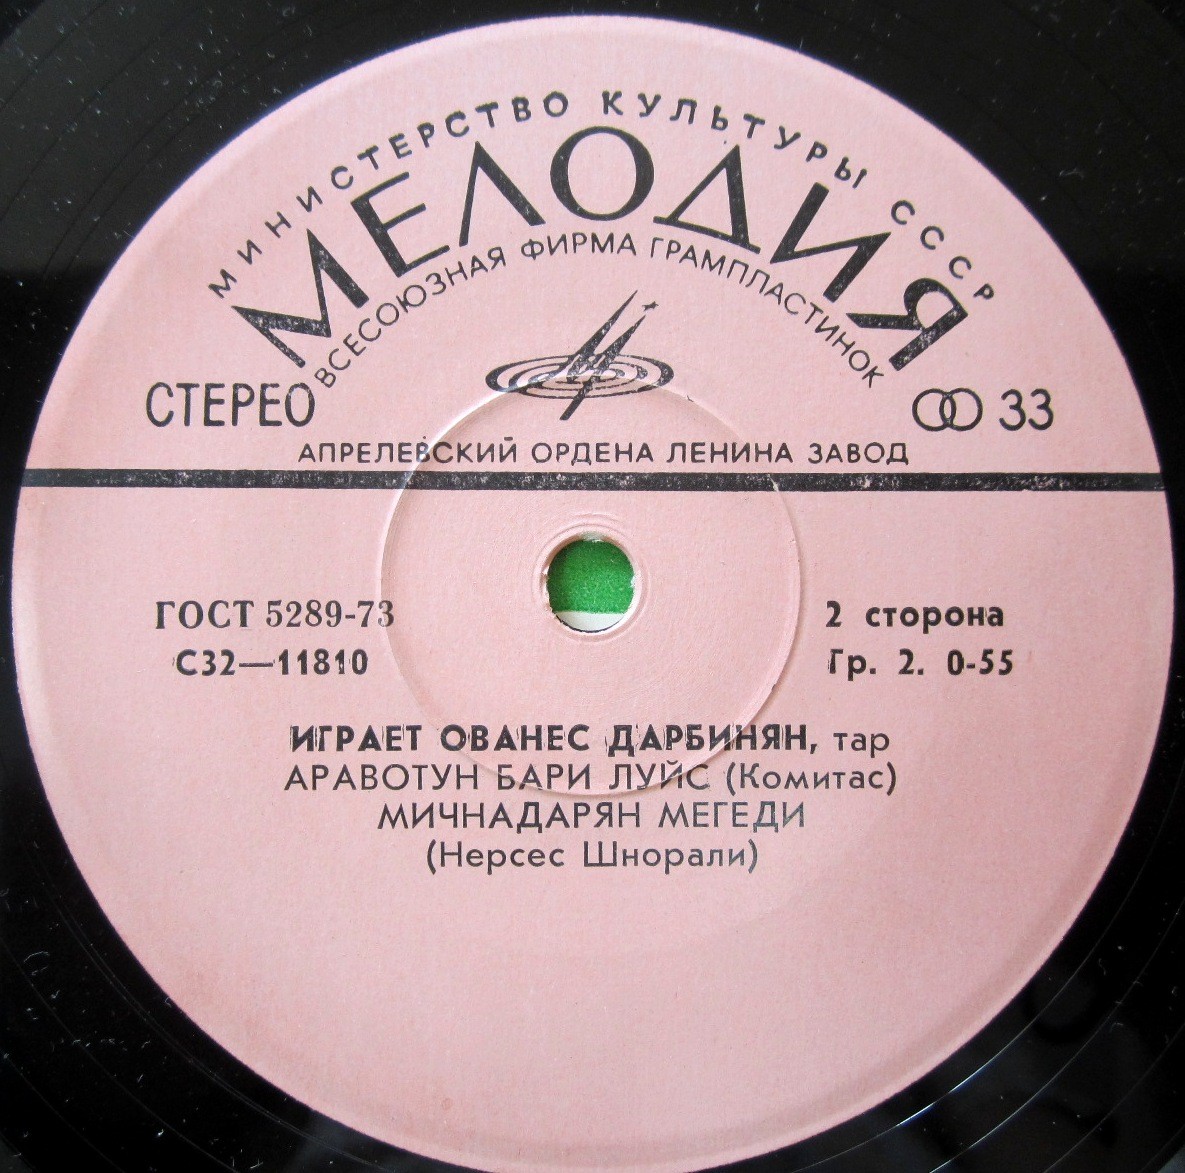 МИНИСТЕРСТВО КУЛЬТУРЫ СССР
МЕЛОДИЯ
ВСЕСОЮЗНАЯ ФИРМА ГРАМПЛАСТИНОК
СТЕРЕО
33
АПРЕЛЕВСКИЙ ОРДЕНА ЛЕНИНА ЗАВОД
ГОСТ 5289-73
2 сторона
С32—11810
Гр. 2. 0-55
ИГРАЕТ ОВАНЕС ДАРБИНЯН, тар
АРАВОТУН БАРИ ЛУЙС (Комитас)
МИЧНАДАРЯН МЕГЕДИ
(Нерсес Шнорали)